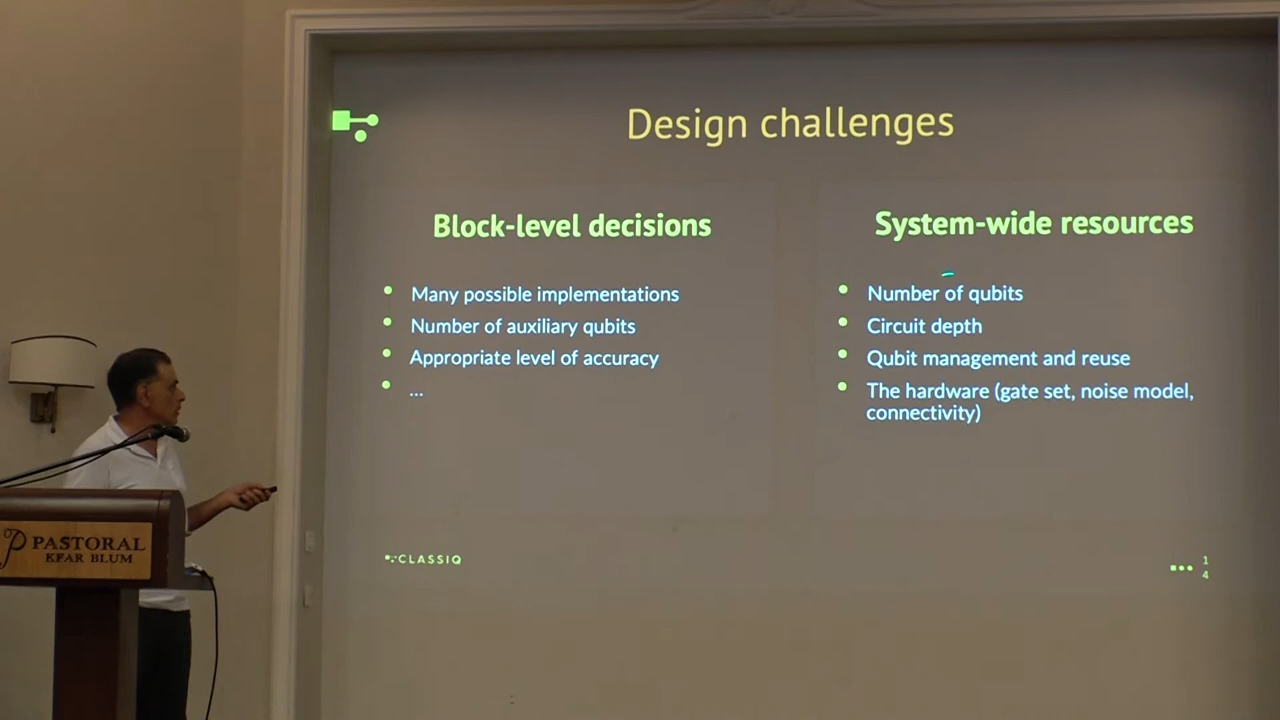 Design challenges
Block-level decisions
Many possible implementations
Number of auxiliary qubits
Appropriate level of accuracy
...
System-wide resources
Number of qubits
Circuit depth
Qubit management and reuse
The hardware (gate set, noise model,
connectivity)
CLASSIQ
1
4
PASTORAL
KFAR BLUM